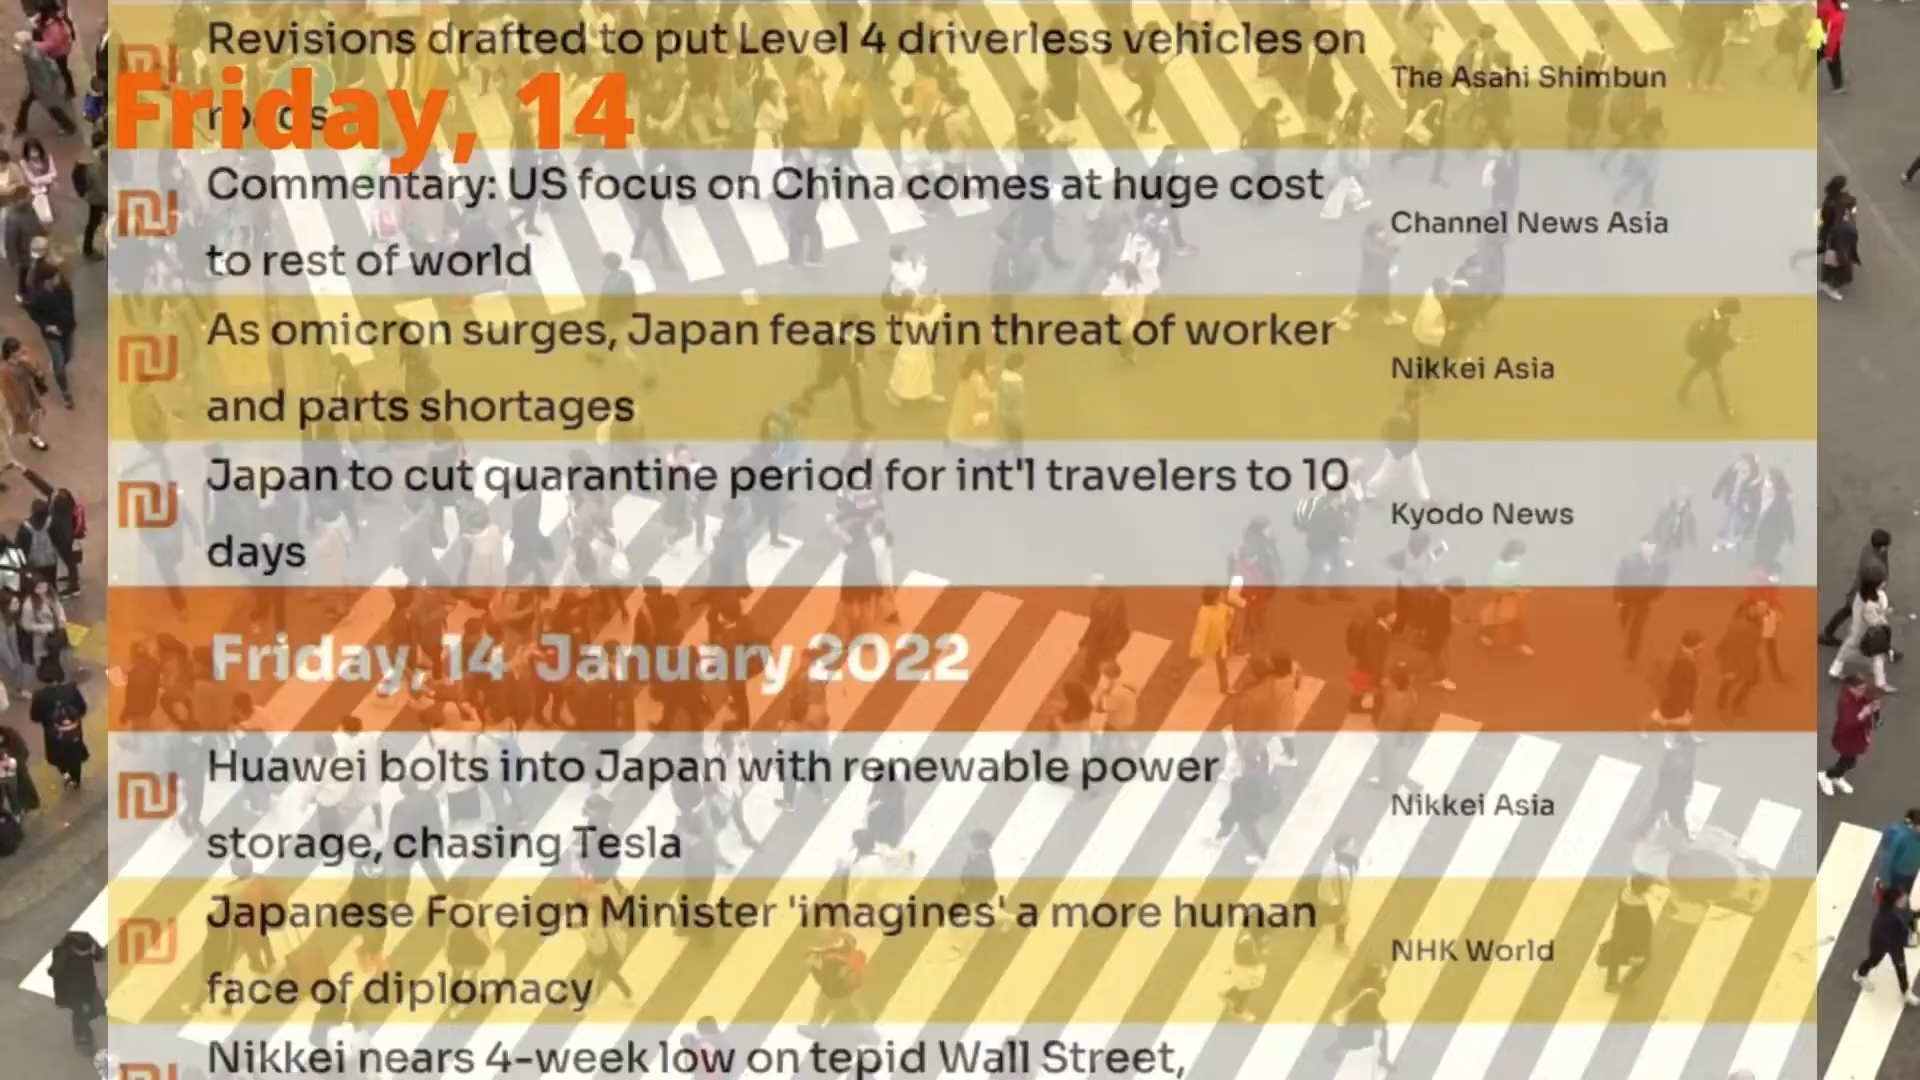 Revisions drafted to put Level 4 driverless vehicles on
roads
The Asahi Shimbun
Friday, 14
Commentary: US focus on China comes at huge cost
to rest of world
Channel News Asia
As omicron surges, Japan fears twin threat of worker
and parts shortages
Nikkei Asia
Japan to cut quarantine period for int'l travelers to 10
days
Kyodo News
Friday, 14 January 2022
Huawei bolts into Japan with renewable power
storage, chasing Tesla
Nikkei Asia
Japanese Foreign Minister 'imagines' a more human
face of diplomacy
NHK World
Nikkei nears 4-week low on tepid Wall Street,